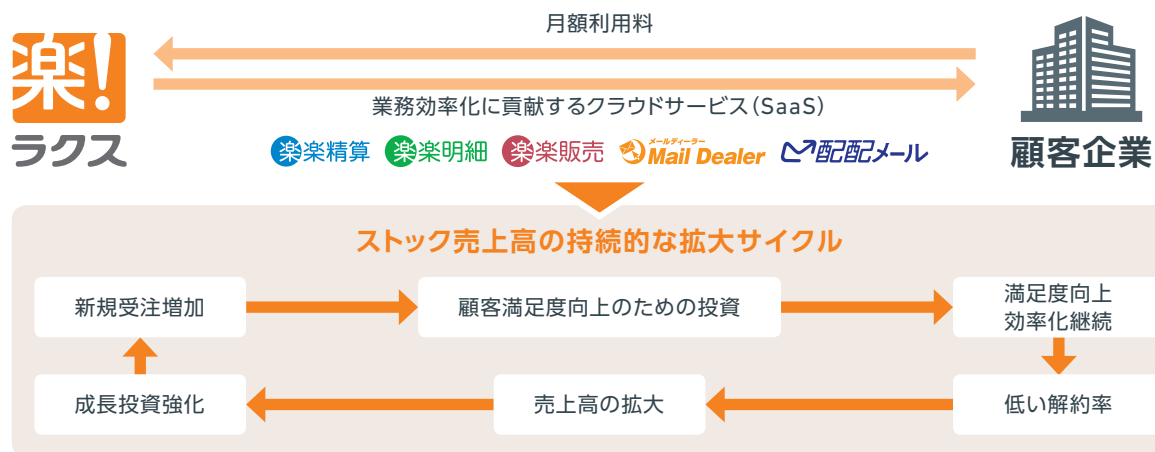 月額利用料
楽!
ラクス
業務効率化に貢献するクラウドサービス(SaaS)
楽楽精算
楽楽明細
楽楽販売
メールディーラー
Mail Dealer
配配メール
顧客企業
ストック売上高の持続的な拡大サイクル
新規受注増加
顧客満足度向上のための投資
満足度向上
効率化継続
成長投資強化
売上高の拡大
低い解約率